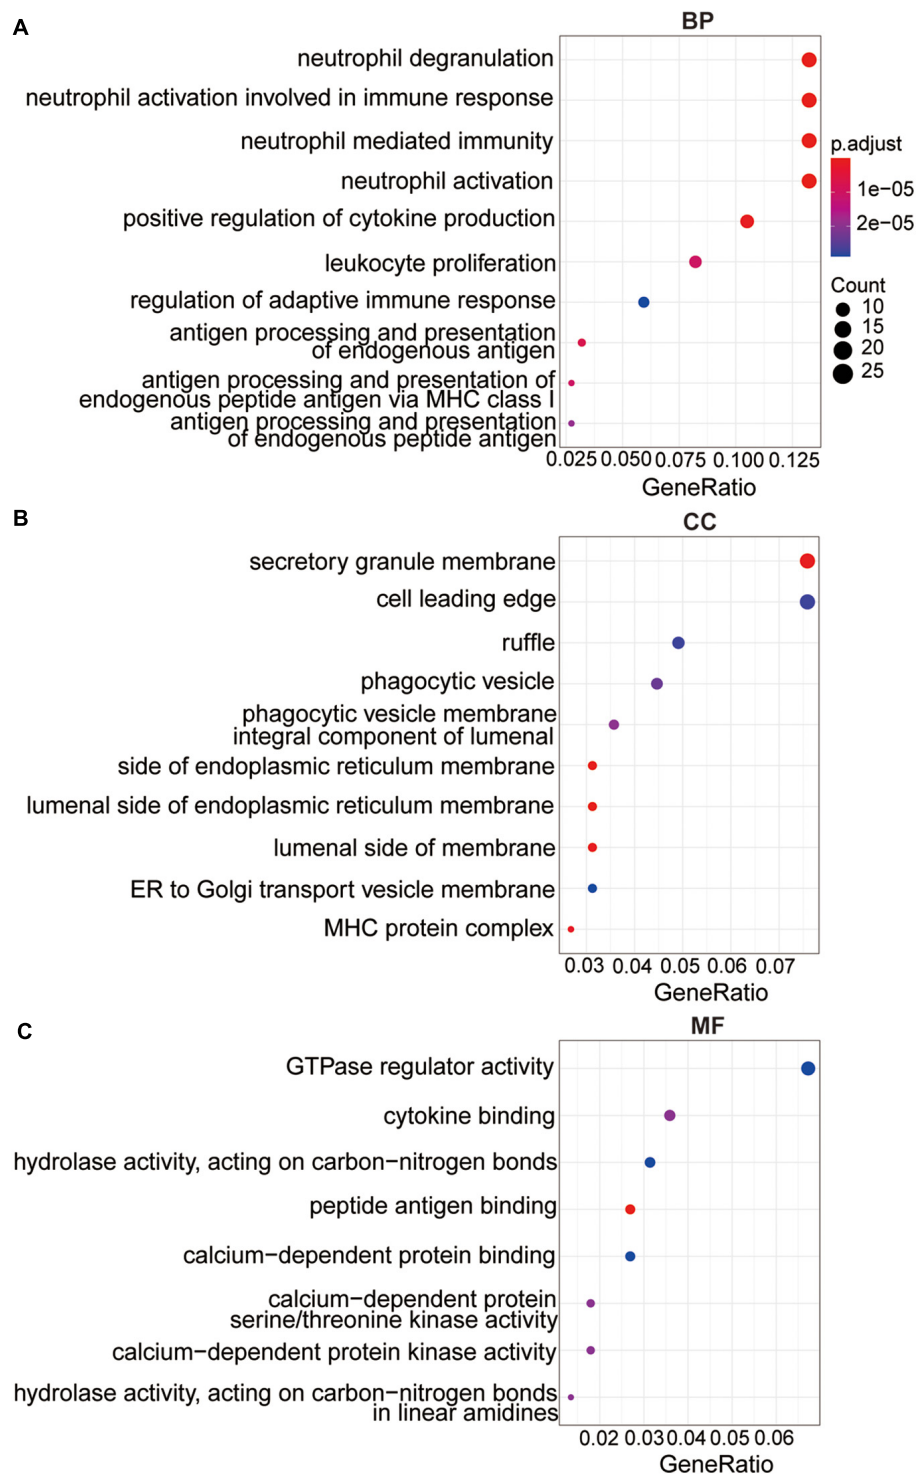 A
BP
neutrophil degranulation
neutrophil activation involved in immune response
neutrophil mediated immunity
neutrophil activation
positive regulation of cytokine production
leukocyte proliferation
regulation of adaptive immune response
antigen processing and presentation
of endogenous antigen
antigen processing and presentation of
endogenous peptide antigen via MHC class I
antigen processing and presentation
of endogenous peptide antigen
0.025 0.050 0.075 0.100 0.125
GeneRatio
p.adjust
1e−05
2e−05
Count
10
15
20
25
B
CC
secretory granule membrane
cell leading edge
ruffle
phagocytic vesicle
phagocytic vesicle membrane
integral component of lumenal
side of endoplasmic reticulum membrane
lumenal side of endoplasmic reticulum membrane
lumenal side of membrane
ER to Golgi transport vesicle membrane
MHC protein complex
0.03 0.04 0.05 0.06 0.07
GeneRatio
C
MF
GTPase regulator activity
cytokine binding
hydrolase activity, acting on carbon−nitrogen bonds
peptide antigen binding
calcium−dependent protein binding
calcium−dependent protein
serine/threonine kinase activity
calcium−dependent protein kinase activity
hydrolase activity, acting on carbon−nitrogen bonds
in linear amidines
0.02 0.03 0.04 0.05 0.06
GeneRatio